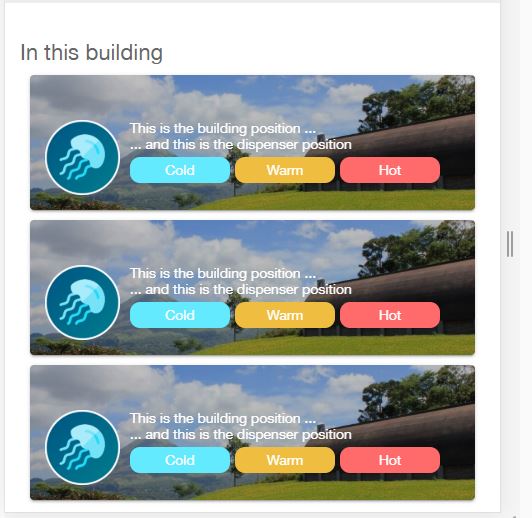 In this building
This is the building position ...
... and this is the dispenser position
Cold Warm Hot
This is the building position ...
... and this is the dispenser position
Cold Warm Hot
This is the building position ...
... and this is the dispenser position
Cold Warm Hot